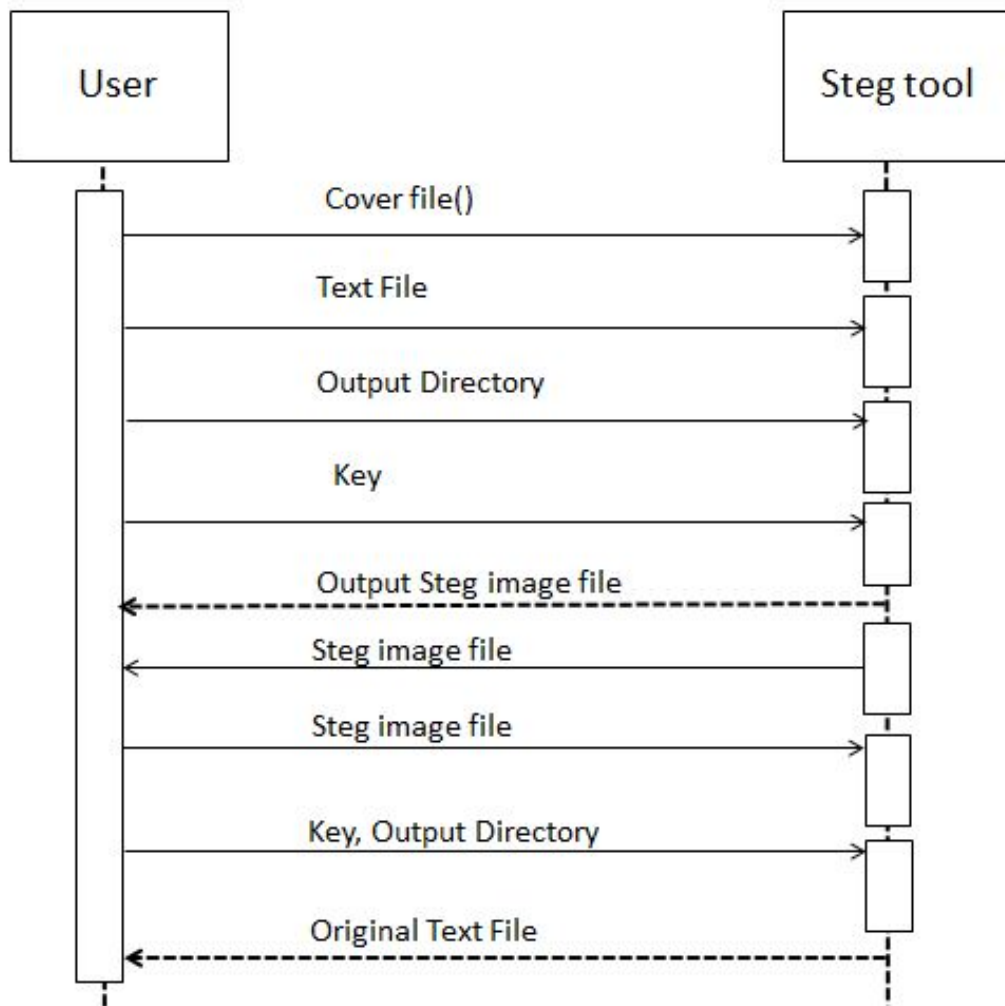 User
Steg tool
Cover file()
Text File
Output Directory
Key
Output Steg image file
Steg image file
Steg image file
Key, Output Directory
Original Text File